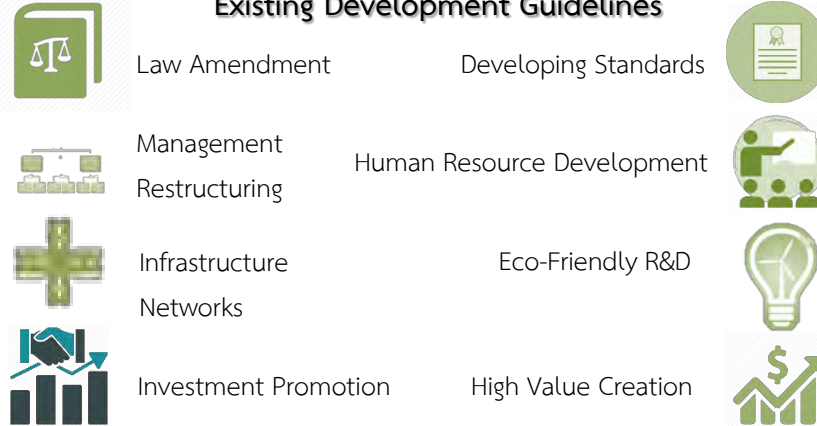 Existing Development Guidelines
Law Amendment
Developing Standards
Management
Restructuring
Human Resource Development
Infrastructure
Networks
Eco-Friendly R&D
Investment Promotion
High Value Creation
$